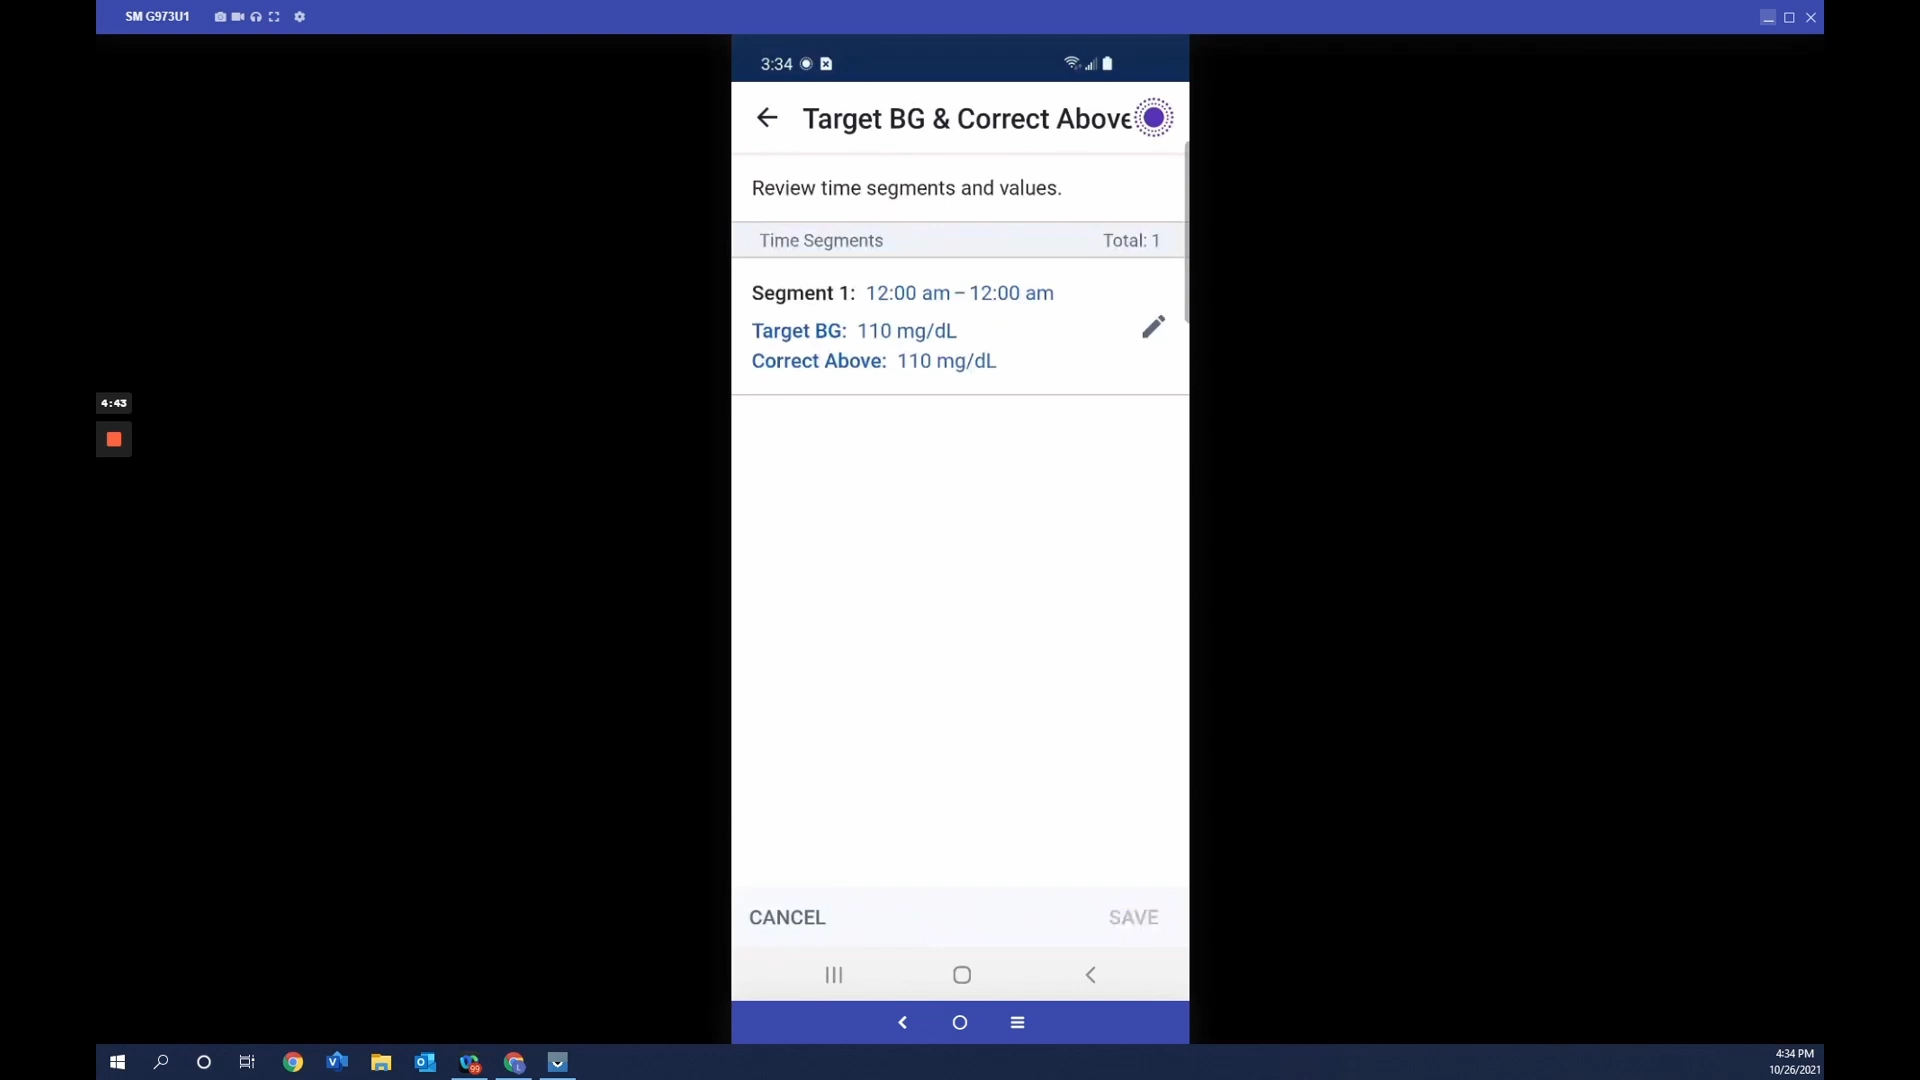 SM G973U1
3:34
Target BG & Correct Above
Review time segments and values.
Time Segments Total: 1
Segment 1: 12:00 am – 12:00 am
Target BG: 110 mg/dL
Correct Above: 110 mg/dL
4:43
CANCEL SAVE
99
L
4:34 PM
10/26/2021